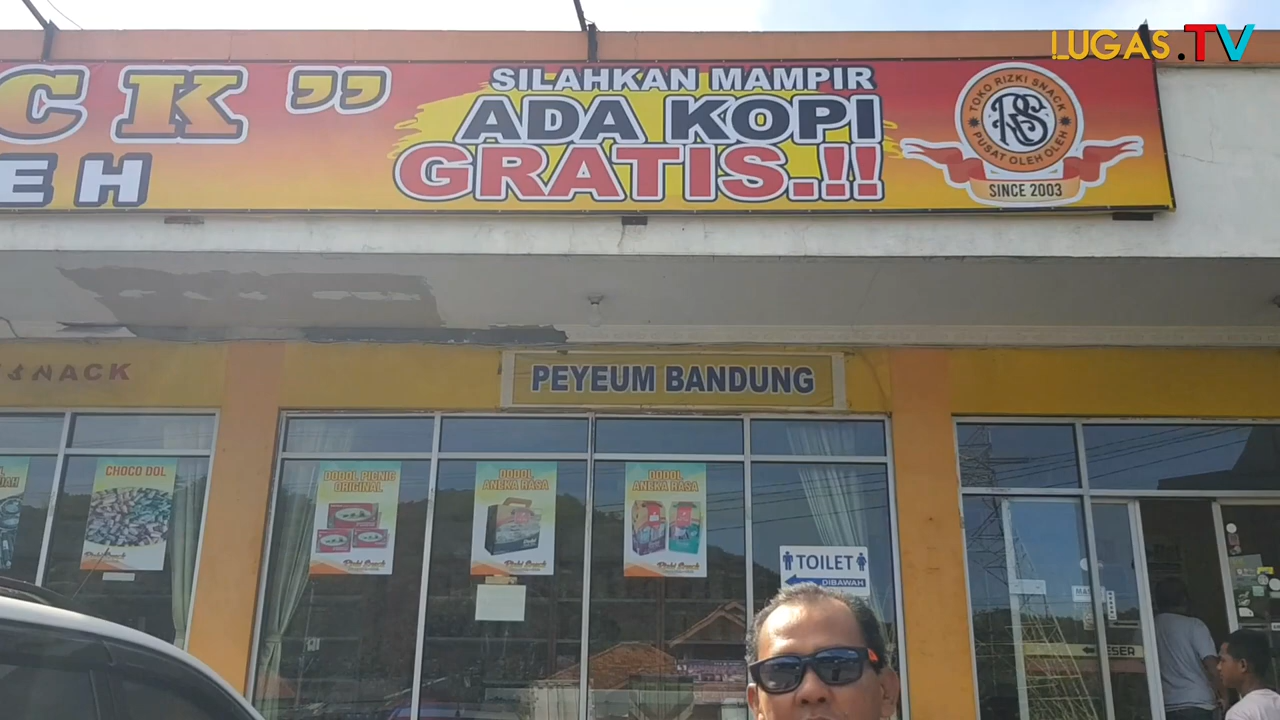 LUGAS.TV
CK"
EH
SILAHKAN MAMPIR
ADA KOPI
GRATIS.!!
TOKO RIZKI SNACK
RS
PUSAT OLEH OLEH
SINCE 2003
SNACK
PEYEUM BANDUNG
CHOCO DOL
DODOL PICNIC
ORIGINAL
DODOL
ANEKA RASA
DODOL
ANEKA RASA
TOILET
DIBAWAH
ESER